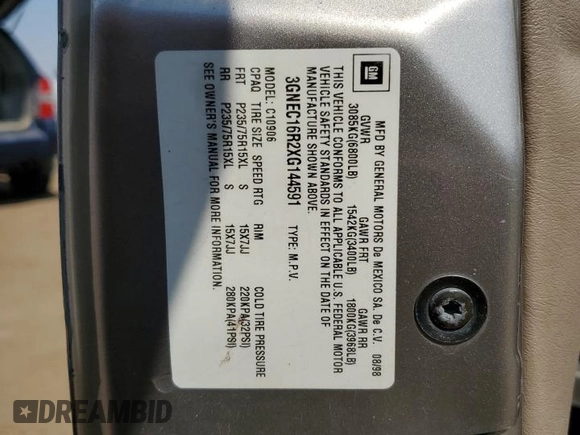 GM
MFD BY GENERAL MOTORS De MEXICO SA. De C.V. 08/98
GVWR GAWR FRT GAWR RR
3085KG(6800LB) 1542KG(3400LB) 1800KG(3968LB)
THIS VEHICLE CONFORMS TO ALL APPLICABLE U.S. FEDERAL MOTOR
VEHICLE SAFETY STANDARDS IN EFFECT ON THE DATE OF
MANUFACTURE SHOWN ABOVE.
3GNEC16R2XG144591 TYPE: M.P.V.
MODEL: C10906
CPAQ TIRE SIZE SPEED RTG RIM COLD TIRE PRESSURE
FRT P235/75R15XL S 15X7JJ 220KPA(32PSI)
RR P235/75R15XL S 15X7JJ 280KPA(41PSI)
SEE OWNER'S MANUAL FOR MORE INFORMATION.
DREAMBID